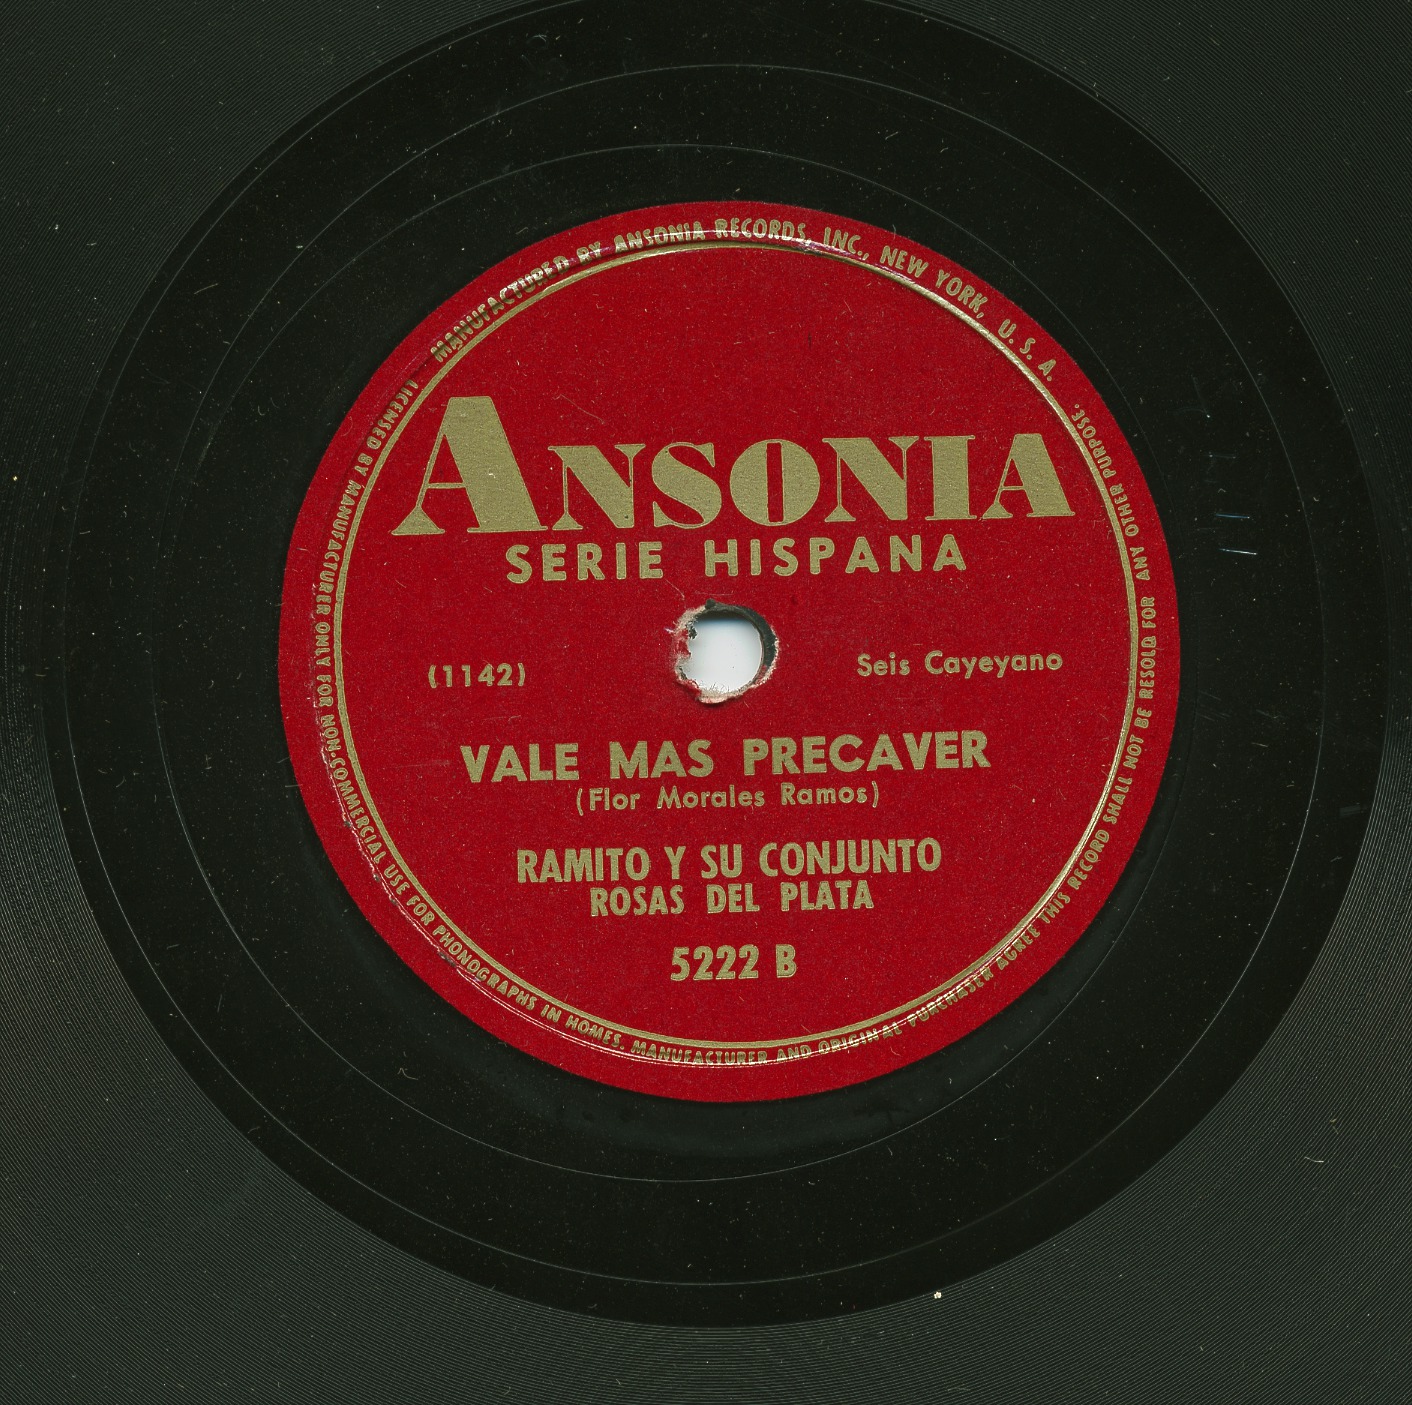 MANUFACTURED BY ANSONIA RECORDS, INC., NEW YORK, U. S. A.
ANSONIA
SERIE HISPANA
(1142)
Seis Cayeyano
VALE MAS PRECAVER
(Flor Morales Ramos)
RAMITO Y SU CONJUNTO
ROSAS DEL PLATA
5222 B
LICENSED BY MANUFACTURER ONLY FOR NON-COMMERCIAL USE FOR PHONOGRAPHS IN HOMES. MANUFACTURER AND ORIGINAL PURCHASER AGREE THIS RECORD SHALL NOT BE RESOLD FOR ANY OTHER PURPOSE.